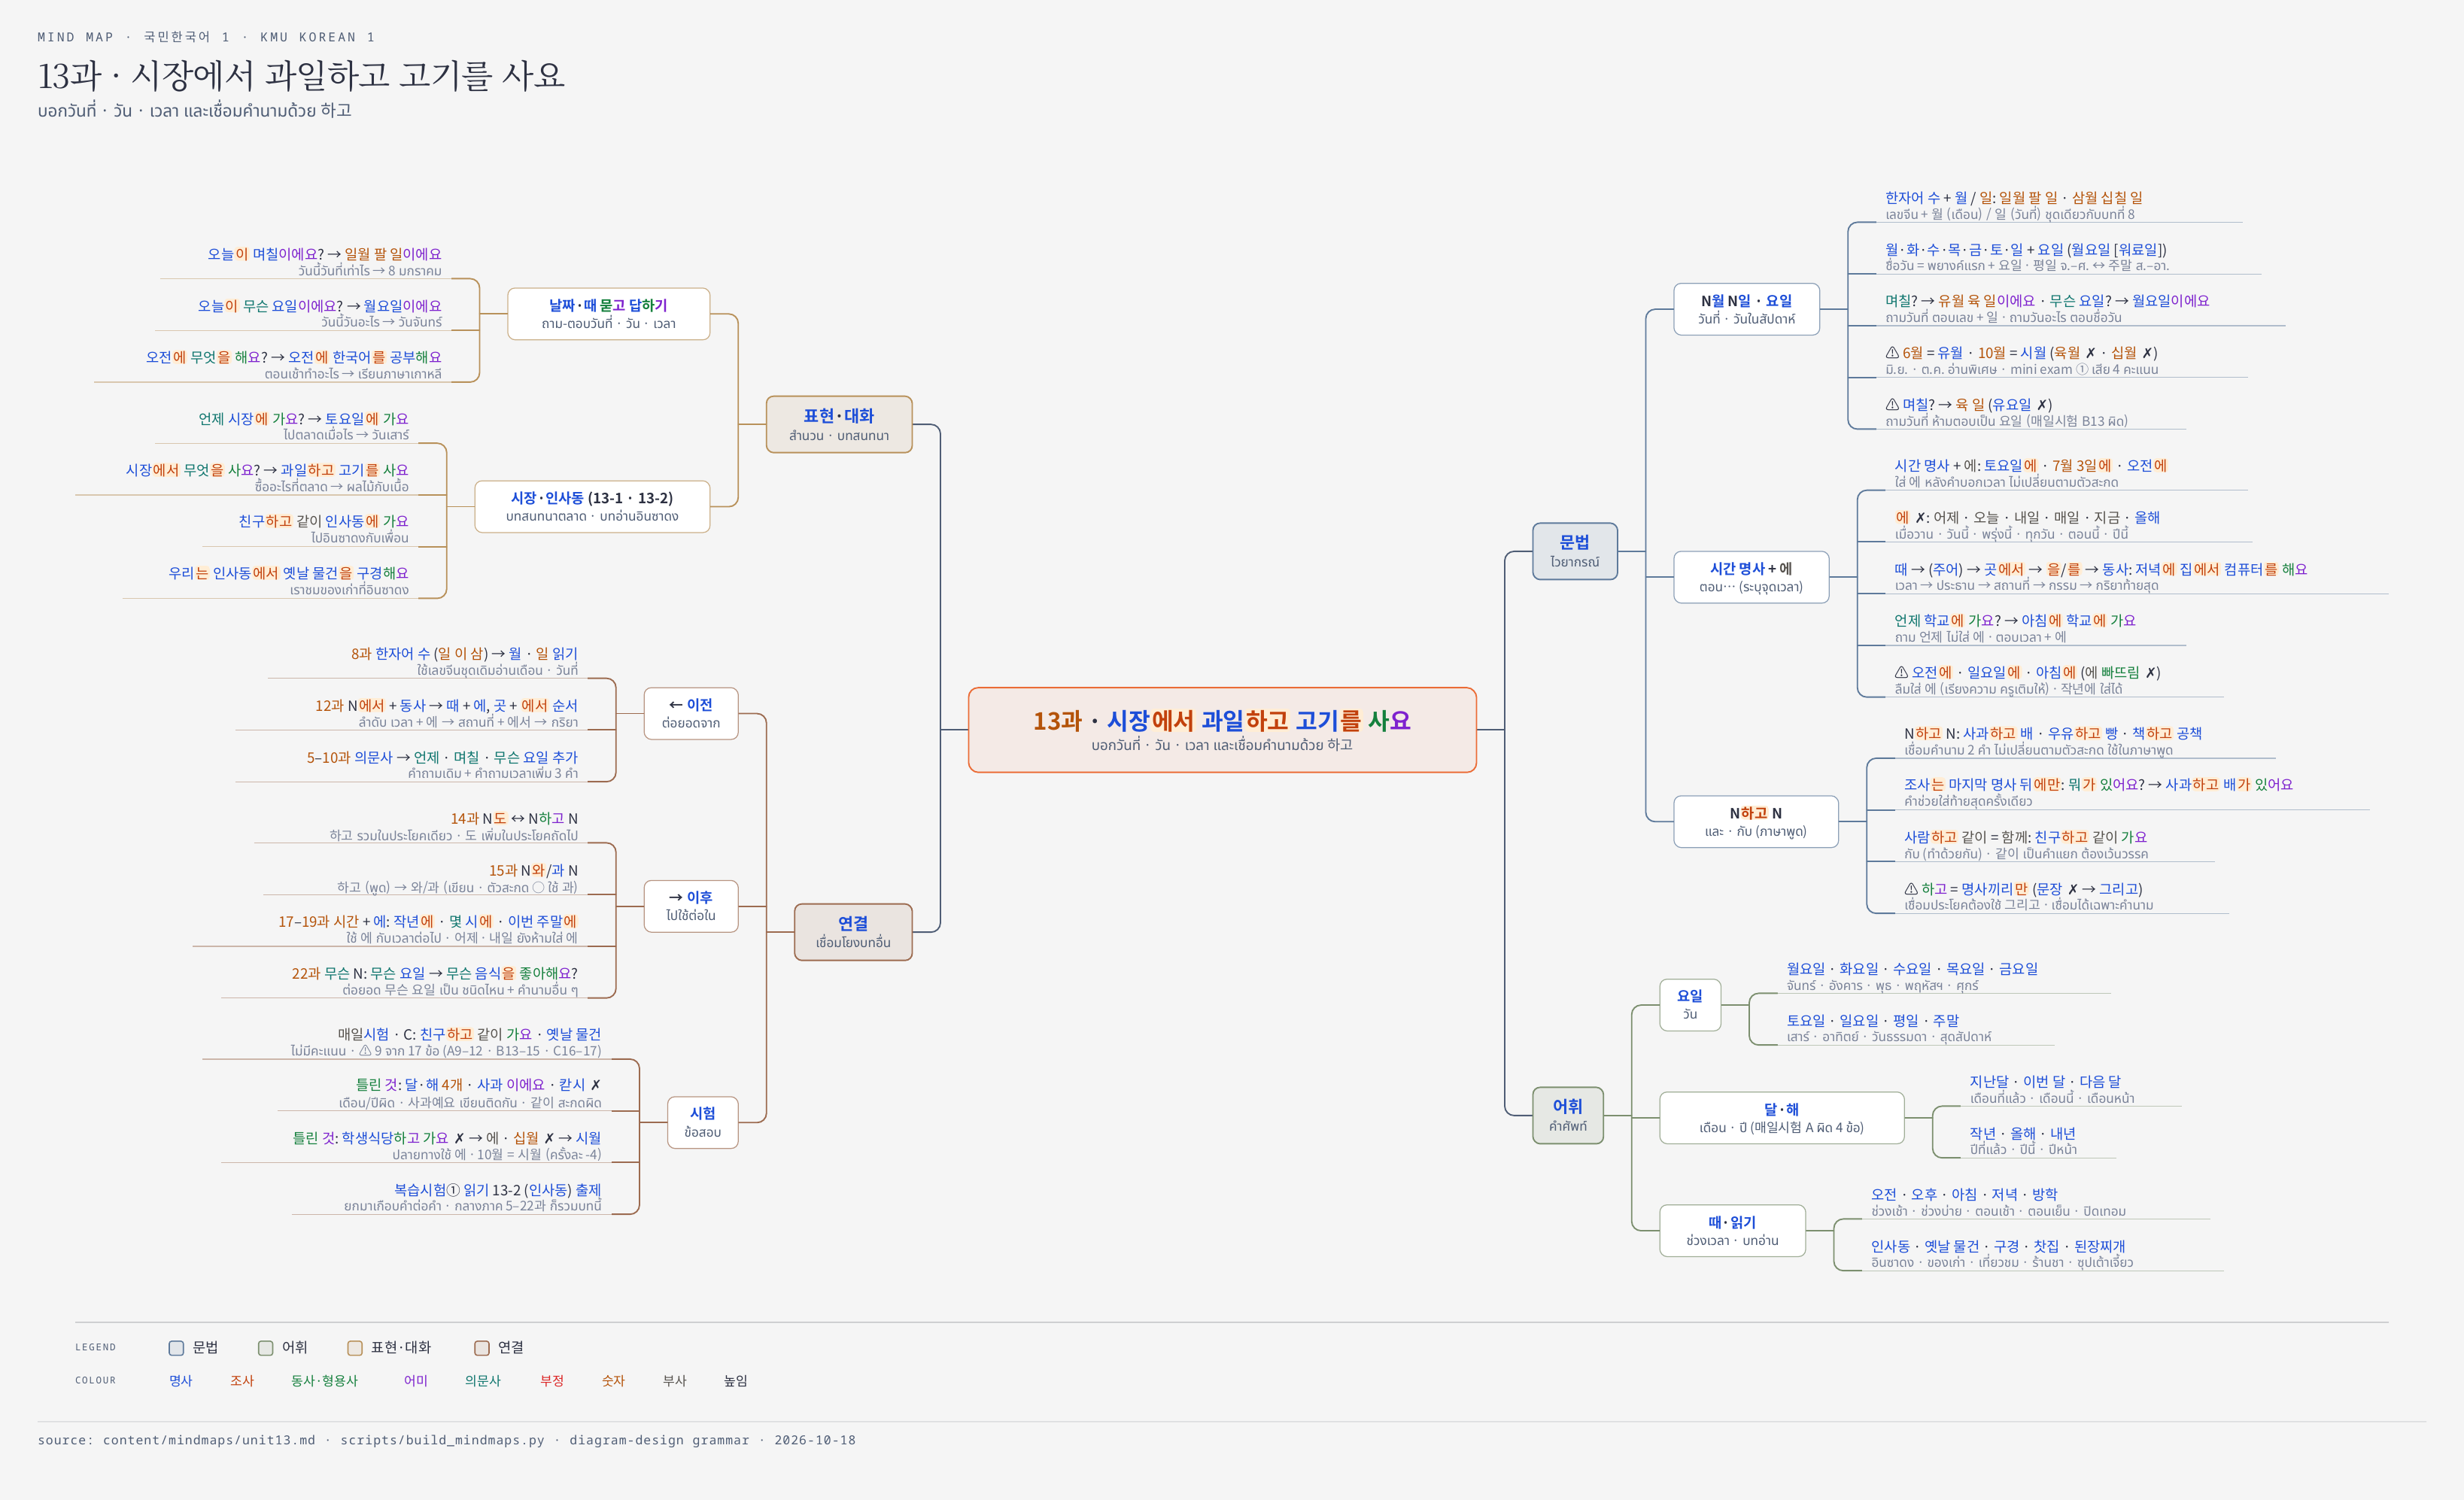 MIND MAP · 국민한국어 1 · KMU KOREAN 1
13과 · 시장에서 과일하고 고기를 사요
บอกวันที่ · วัน · เวลา และเชื่อมคำนามด้วย 하고
오늘이 며칠이에요? → 일월 팔 일이에요
วันนี้วันที่เท่าไร → 8 มกราคม
오늘이 무슨 요일이에요? → 월요일이에요
วันนี้วันอะไร → วันจันทร์
오전에 무엇을 해요? → 오전에 한국어를 공부해요
ตอนเช้าทำอะไร → เรียนภาษาเกาหลี
날짜·때 묻고 답하기
ถาม-ตอบวันที่ · วัน · เวลา
언제 시장에 가요? → 토요일에 가요
ไปตลาดเมื่อไร → วันเสาร์
시장에서 무엇을 사요? → 과일하고 고기를 사요
ซื้ออะไรที่ตลาด → ผลไม้กับเนื้อ
친구하고 같이 인사동에 가요
ไปอินซาดงกับเพื่อน
우리는 인사동에서 옛날 물건을 구경해요
เราชมของเก่าที่อินซาดง
시장·인사동 (13-1 · 13-2)
บทสนทนาตลาด · บทอ่านอินซาดง
표현·대화
สำนวน · บทสนทนา
8과 한자어 수 (일 이 삼) → 월 · 일 읽기
ใช้เลขจีนชุดเดิมอ่านเดือน · วันที่
12과 N에서 + 동사 → 때 + 에, 곳 + 에서 순서
ลำดับ เวลา + 에 → สถานที่ + 에서 → กริยา
5–10과 의문사 → 언제 · 며칠 · 무슨 요일 추가
คำถามเดิม + คำถามเวลาเพิ่ม 3 คำ
← 이전
ต่อยอดจาก
14과 N도 ↔ N하고 N
하고 รวมในประโยคเดียว · 도 เพิ่มในประโยคถัดไป
15과 N와/과 N
하고 (พูด) → 와/과 (เขียน · ตัวสะกด ◯ ใช้ 과)
17–19과 시간 + 에: 작년에 · 몇 시에 · 이번 주말에
ใช้ 에 กับเวลาต่อไป · 어제 · 내일 ยังห้ามใส่ 에
22과 무슨 N: 무슨 요일 → 무슨 음식을 좋아해요?
ต่อยอด 무슨 요일 เป็น ชนิดไหน + คำนามอื่น ๆ
→ 이후
ไปใช้ต่อใน
매일시험 · C: 친구하고 같이 가요 · 옛날 물건
ไม่มีคะแนน · ⚠ 9 จาก 17 ข้อ (A9–12 · B13–15 · C16–17)
틀린 것: 달·해 4개 · 사과 이에요 · 칻시 ✗
เดือน/ปีผิด · 사과예요 เขียนติดกัน · 같이 สะกดผิด
틀린 것: 학생식당하고 가요 ✗ → 에 · 십월 ✗ → 시월
ปลายทางใช้ 에 · 10월 = 시월 (ครั้งละ -4)
복습시험① 읽기 13-2 (인사동) 출제
ยกมาเกือบคำต่อคำ · กลางภาค 5–22과 ก็รวมบทนี้
시험
ข้อสอบ
연결
เชื่อมโยงบทอื่น
13과 · 시장에서 과일하고 고기를 사요
บอกวันที่ · วัน · เวลา และเชื่อมคำนามด้วย 하고
문법
ไวยากรณ์
N월 N일 · 요일
วันที่ · วันในสัปดาห์
한자어 수 + 월 / 일: 일월 팔 일 · 삼월 십칠 일
เลขจีน + 월 (เดือน) / 일 (วันที่) ชุดเดียวกับบทที่ 8
월·화·수·목·금·토·일 + 요일 (월요일 [워료일])
ชื่อวัน = พยางค์แรก + 요일 · 평일 จ.–ศ. ↔ 주말 ส.–อา.
며칠? → 유월 육 일이에요 · 무슨 요일? → 월요일이에요
ถามวันที่ ตอบเลข + 일 · ถามวันอะไร ตอบชื่อวัน
⚠ 6월 = 유월 · 10월 = 시월 (육월 ✗ · 십월 ✗)
มิ.ย. · ต.ค. อ่านพิเศษ · mini exam ① เสีย 4 คะแนน
⚠ 며칠? → 육 일 (유요일 ✗)
ถามวันที่ ห้ามตอบเป็น 요일 (매일시험 B13 ผิด)
시간 명사 + 에
ตอน… (ระบุจุดเวลา)
시간 명사 + 에: 토요일에 · 7월 3일에 · 오전에
ใส่ 에 หลังคำบอกเวลา ไม่เปลี่ยนตามตัวสะกด
에 ✗: 어제 · 오늘 · 내일 · 매일 · 지금 · 올해
เมื่อวาน · วันนี้ · พรุ่งนี้ · ทุกวัน · ตอนนี้ · ปีนี้
때 → (주어) → 곳에서 → 을/를 → 동사: 저녁에 집에서 컴퓨터를 해요
เวลา → ประธาน → สถานที่ → กรรม → กริยาท้ายสุด
언제 학교에 가요? → 아침에 학교에 가요
ถาม 언제 ไม่ใส่ 에 · ตอบเวลา + 에
⚠ 오전에 · 일요일에 · 아침에 (에 빠뜨림 ✗)
ลืมใส่ 에 (เรียงความ ครูเติมให้) · 작년에 ใส่ได้
N하고 N
และ · กับ (ภาษาพูด)
N하고 N: 사과하고 배 · 우유하고 빵 · 책하고 공책
เชื่อมคำนาม 2 คำ ไม่เปลี่ยนตามตัวสะกด ใช้ในภาษาพูด
조사는 마지막 명사 뒤에만: 뭐가 있어요? → 사과하고 배가 있어요
คำช่วยใส่ท้ายสุดครั้งเดียว
사람하고 같이 = 함께: 친구하고 같이 가요
กับ (ทำด้วยกัน) · 같이 เป็นคำแยก ต้องเว้นวรรค
⚠ 하고 = 명사끼리만 (문장 ✗ → 그리고)
เชื่อมประโยคต้องใช้ 그리고 · เชื่อมได้เฉพาะคำนาม
어휘
คำศัพท์
요일
วัน
월요일 · 화요일 · 수요일 · 목요일 · 금요일
จันทร์ · อังคาร · พุธ · พฤหัสฯ · ศุกร์
토요일 · 일요일 · 평일 · 주말
เสาร์ · อาทิตย์ · วันธรรมดา · สุดสัปดาห์
달·해
เดือน · ปี (매일시험 A ผิด 4 ข้อ)
지난달 · 이번 달 · 다음 달
เดือนที่แล้ว · เดือนนี้ · เดือนหน้า
작년 · 올해 · 내년
ปีที่แล้ว · ปีนี้ · ปีหน้า
때·읽기
ช่วงเวลา · บทอ่าน
오전 · 오후 · 아침 · 저녁 · 방학
ช่วงเช้า · ช่วงบ่าย · ตอนเช้า · ตอนเย็น · ปิดเทอม
인사동 · 옛날 물건 · 구경 · 찻집 · 된장찌개
อินซาดง · ของเก่า · เที่ยวชม · ร้านชา · ซุปเต้าเจี้ยว
LEGEND 문법 어휘 표현·대화 연결
COLOUR 명사 조사 동사·형용사 어미 의문사 부정 숫자 부사 높임
source: content/mindmaps/unit13.md · scripts/build_mindmaps.py · diagram-design grammar · 2026-10-18